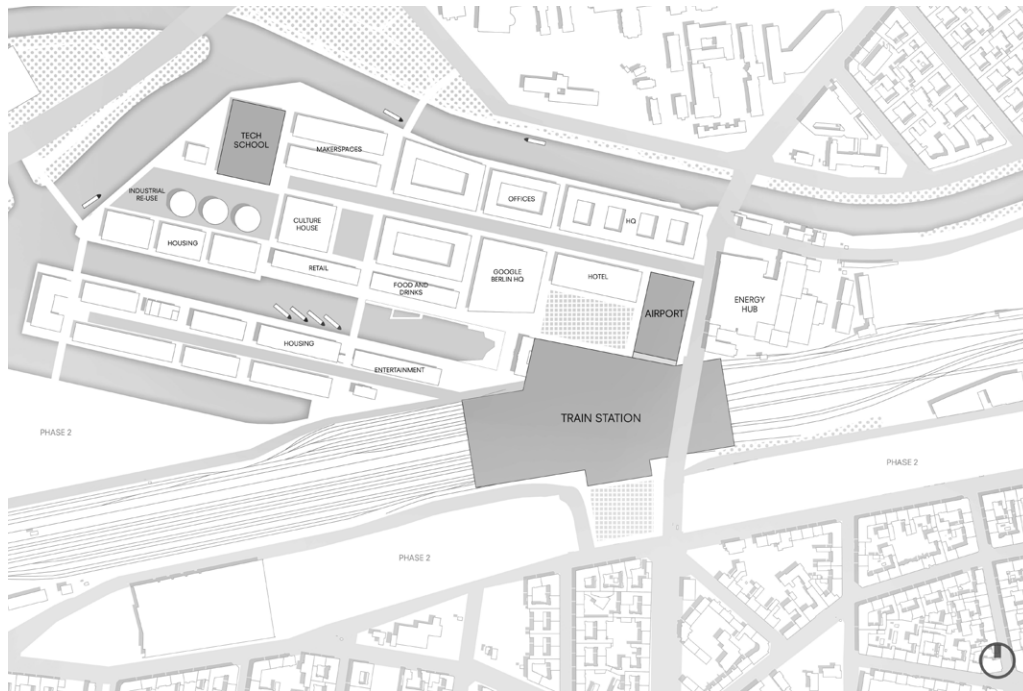 TECH
SCHOOL
MAKERSPACES
INDUSTRIAL
RE-USE
OFFICES
CULTURE
HOUSE
HQ
HOUSING
RETAIL
GOOGLE
BERLIN HQ
HOTEL
FOOD AND
DRINKS
AIRPORT
ENERGY
HUB
HOUSING
ENTERTAINMENT
TRAIN STATION
PHASE 2
PHASE 2
PHASE 2